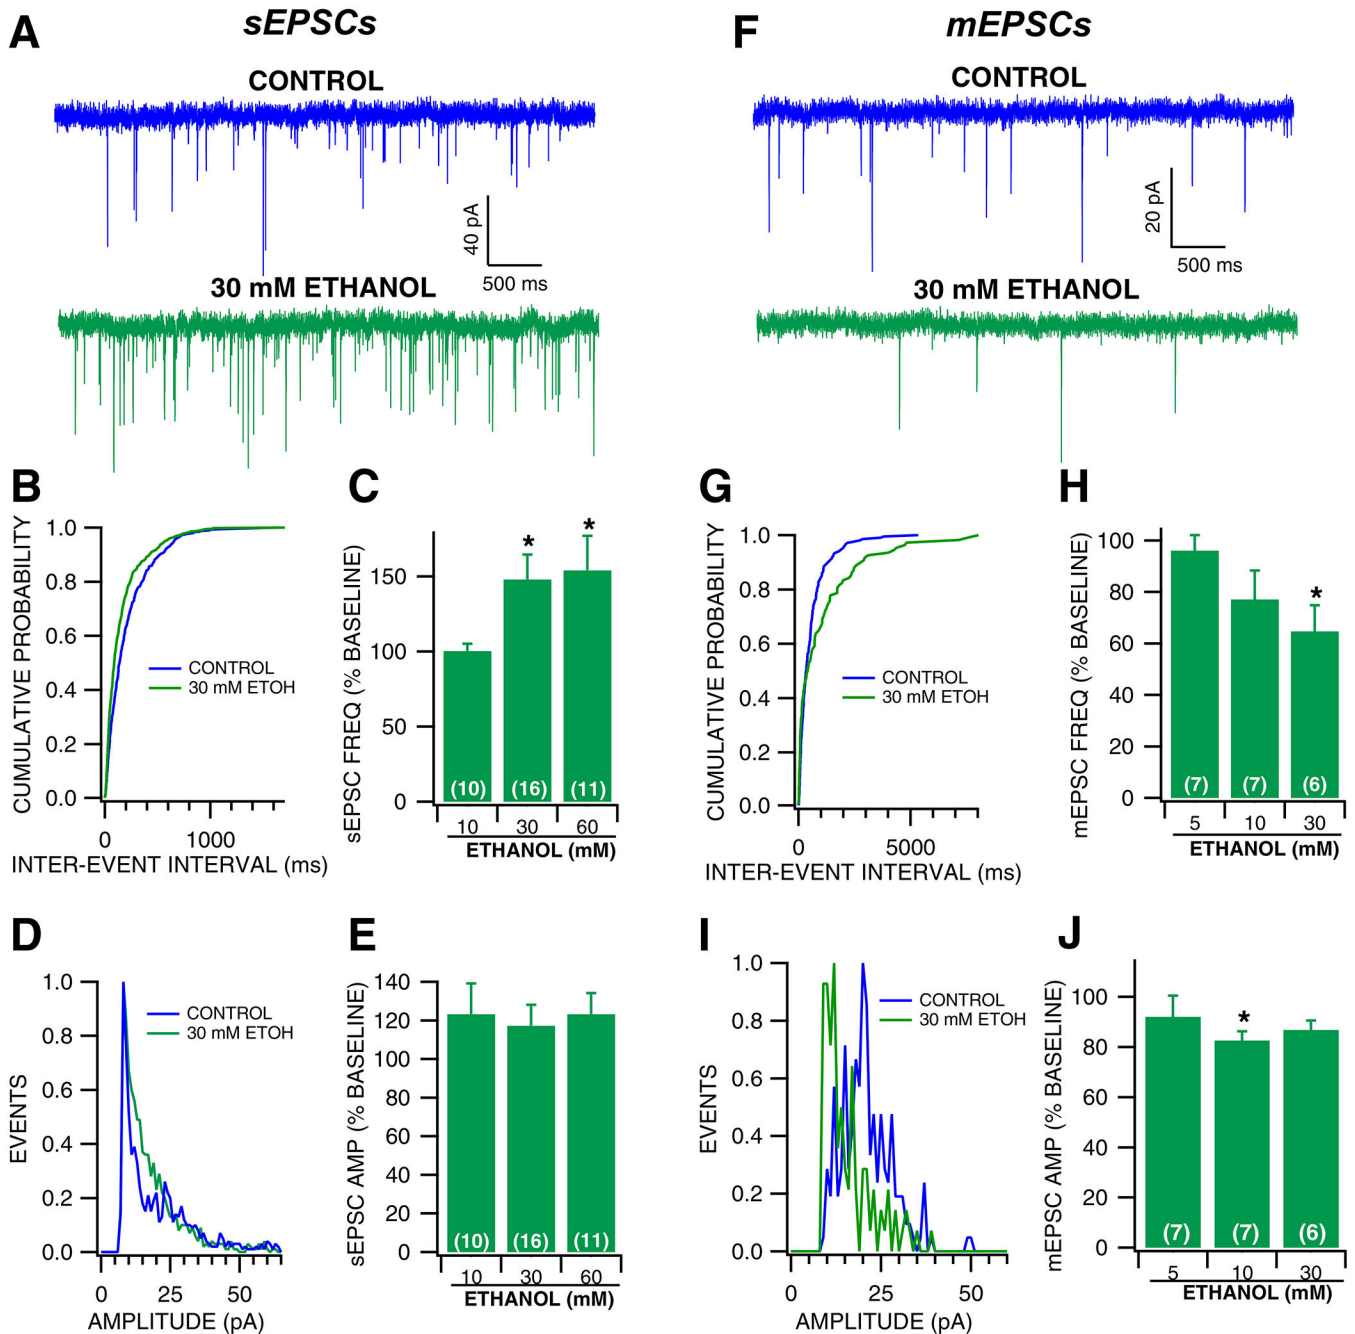 A
sEPSCs
CONTROL
40 pA
500 ms
30 mM ETHANOL
F
mEPSCs
CONTROL
20 pA
500 ms
30 mM ETHANOL
B
CUMULATIVE PROBABILITY
1.0
0.8
0.6
0.4
0.2
0.0
CONTROL
30 mM ETOH
0
1000
INTER-EVENT INTERVAL (ms)
C
sEPSC FREQ (% BASELINE)
150
100
50
0
*
*
(10)
(16)
(11)
10
30
60
ETHANOL (mM)
G
CUMULATIVE PROBABILITY
1.0
0.8
0.6
0.4
0.2
0.0
CONTROL
30 mM ETOH
0
5000
INTER-EVENT INTERVAL (ms)
H
mEPSC FREQ (% BASELINE)
100
80
60
40
20
0
*
(7)
(7)
(6)
5
10
30
ETHANOL (mM)
D
EVENTS
1.0
0.8
0.6
0.4
0.2
0.0
CONTROL
30 mM ETOH
0
25
50
AMPLITUDE (pA)
E
sEPSC AMP (% BASELINE)
140
120
100
80
60
40
20
0
(10)
(16)
(11)
10
30
60
ETHANOL (mM)
I
EVENTS
1.0
0.8
0.6
0.4
0.2
0.0
CONTROL
30 mM ETOH
0
25
50
AMPLITUDE (pA)
J
mEPSC AMP (% BASELINE)
100
80
60
40
20
0
*
(7)
(7)
(6)
5
10
30
ETHANOL (mM)